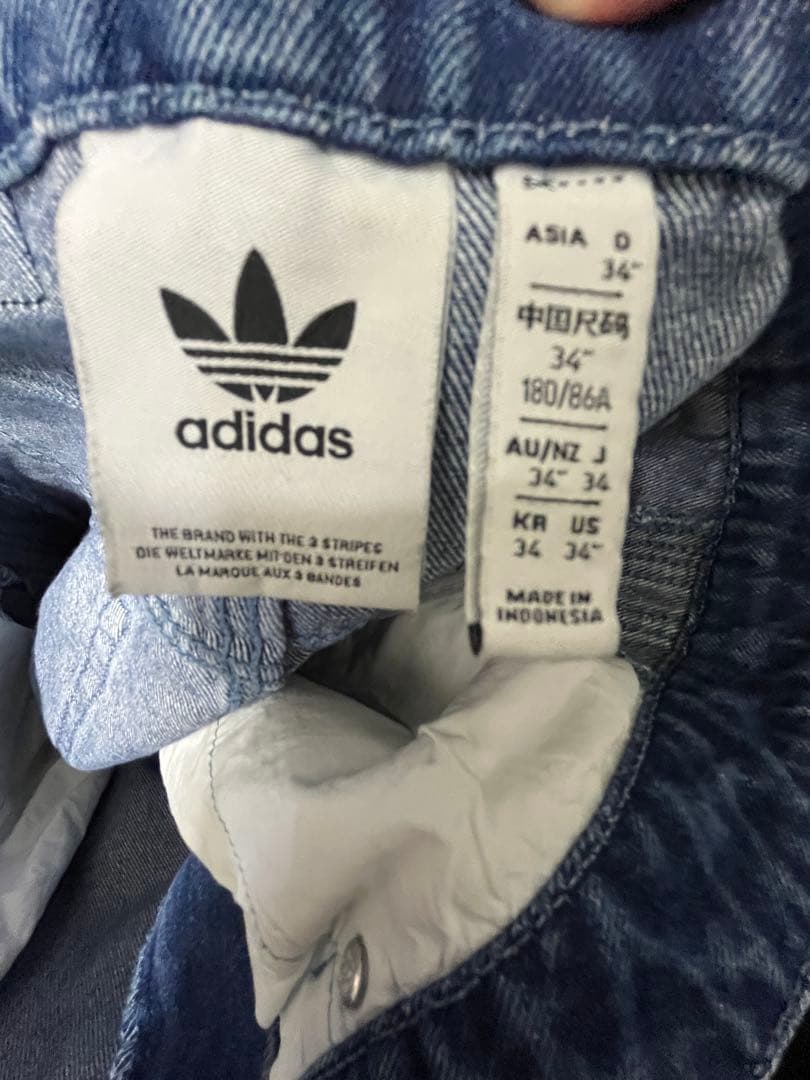 adidas
THE BRAND WITH THE 3 STRIPES
DIE WELTMARKE MIT DEN 3 STREIFEN
LA MARQUE AUX 3 BANDES
ASIA D
34"
中国尺码
34"
180/86A
AU/NZ J
34" 34
KR US
34 34"
MADE IN
INDONESIA